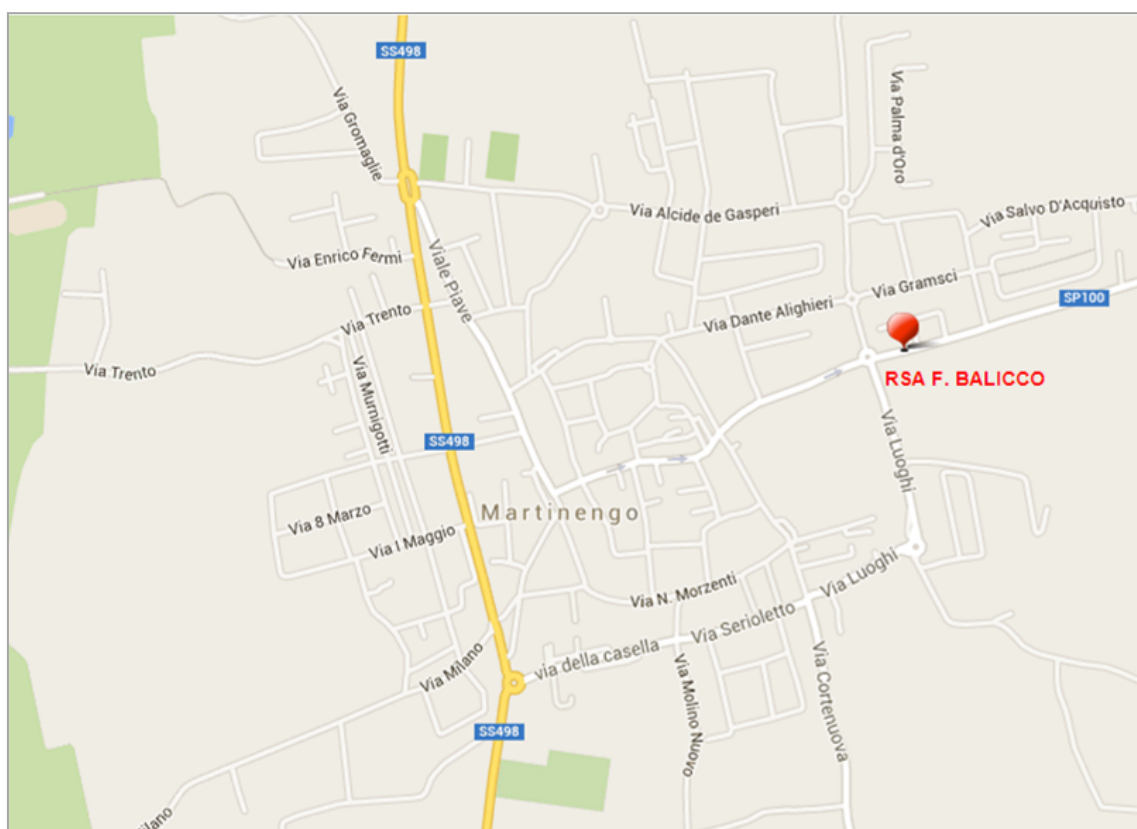 SS498
Via Gromaglie
Via Palma d'Oro
Via Alcide de Gasperi
Via Salvo D'Acquisto
Via Enrico Fermi
Viale Piave
Via Gramsci
SP100
Via Trento
Via Dante Alighieri
Via Trento
RSA F. BALICCO
Via Murnigotti
Via Luoghi
SS498
Martinengo
Via 8 Marzo
Via I Maggio
Via Luoghi
Via N. Morzenti
Via Serioletto
via della casella
Via Milano
Via Molino Nuovo
Via Cortenuova
SS498
ilano